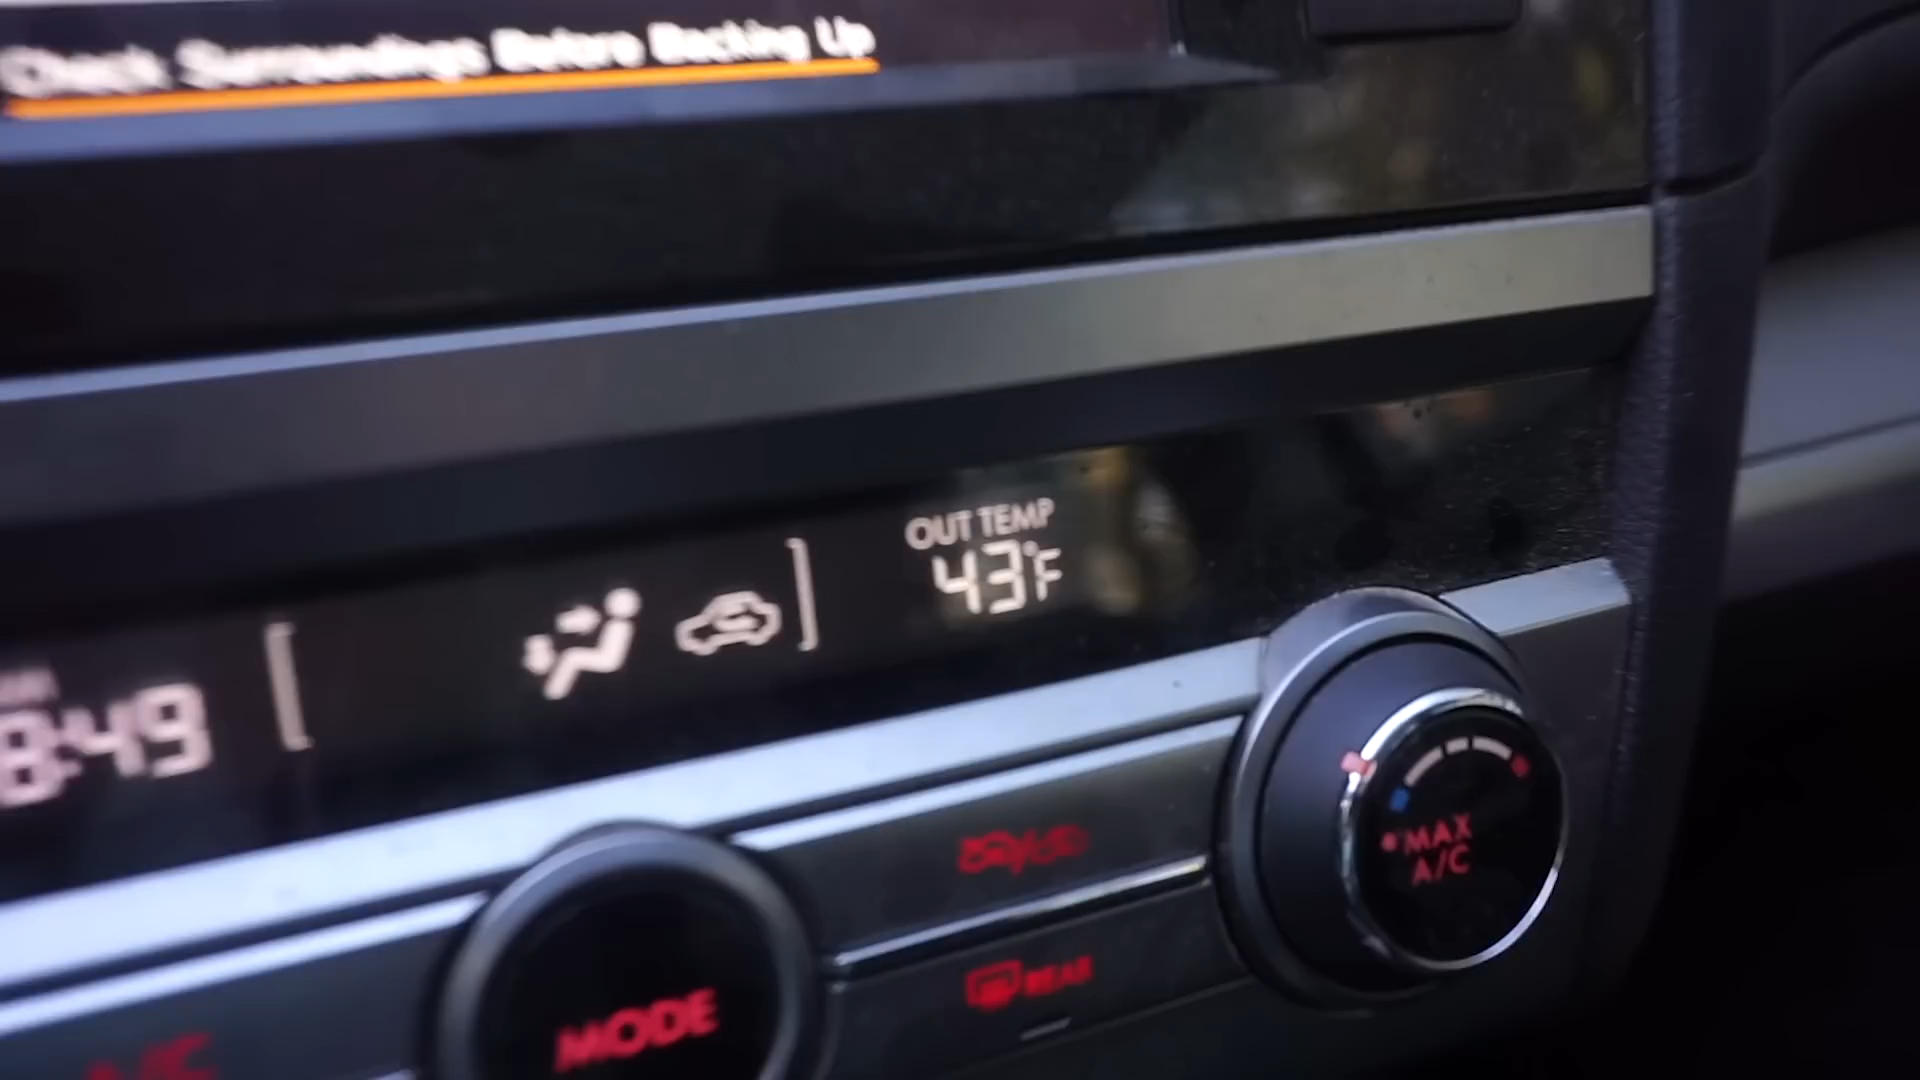 Check Surroundings Before Backing Up
OUT TEMP
43°F
8:49
MAX
A/C
REAR
MODE
A/C